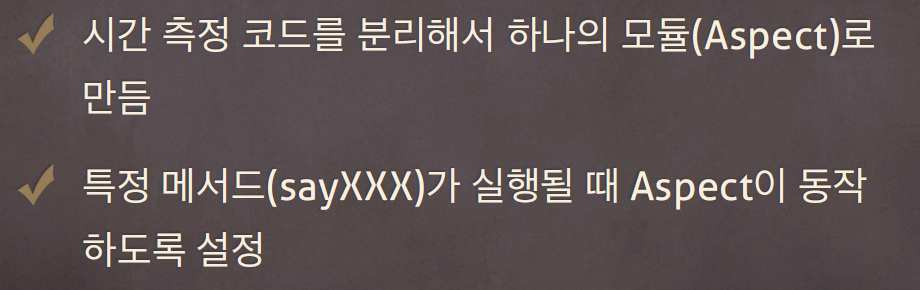 시간 측정 코드를 분리해서 하나의 모듈(Aspect)로
만듬
특정 메서드(sayXXX)가 실행될 때 Aspect이 동작
하도록 설정